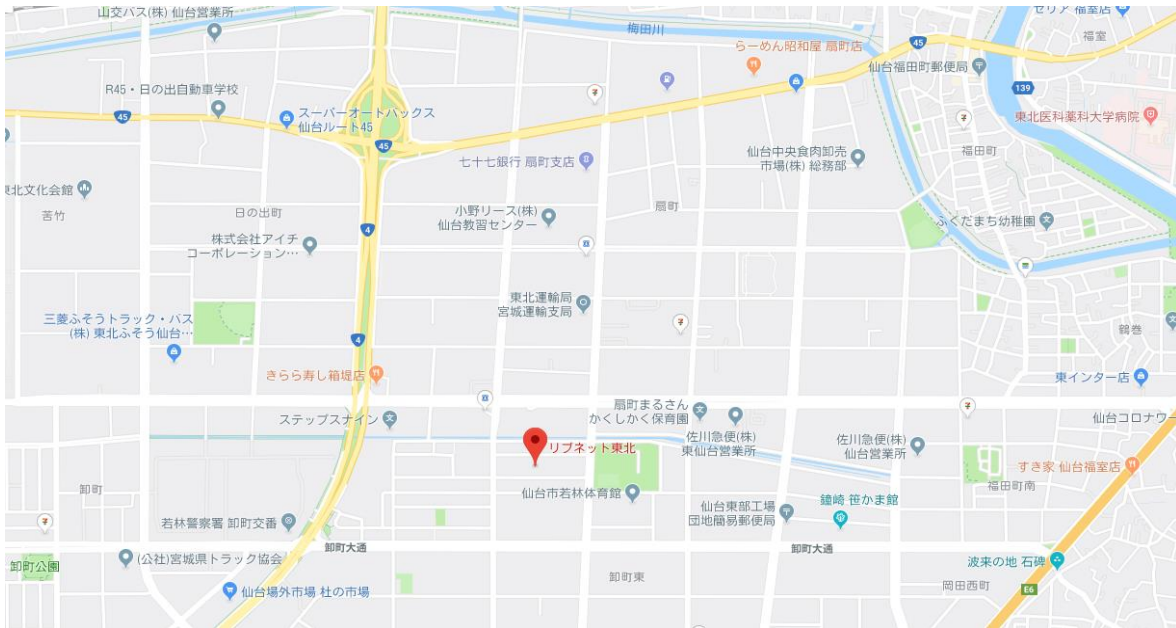 山交バス(株) 仙台営業所
セリア 福室店
梅田川
福室
らーめん昭和屋 扇町店
45
仙台福田町郵便局
139
R45・日の出自動車学校
スーパーオートバックス
仙台ルート45
45
45
東北医科薬科大学病院
七十七銀行 扇町支店
仙台中央食肉卸売
市場(株) 総務部
福田町
東北文化会館
苦竹
日の出町
小野リース(株)
仙台教習センター
扇町
ふくだまち幼稚園
4
株式会社アイチ
コーポレーション…
東北運輸局
宮城運輸支局
三菱ふそうトラック・バス
(株) 東北ふそう仙台…
4
鶴巻
きらら寿し箱堤店
東インター店
ステップスナイン
扇町まるさん
かくしかく保育園
仙台コロナワー
リブネット東北
佐川急便(株)
東仙台営業所
佐川急便(株)
仙台営業所
すき家 仙台福室店
卸町
仙台市若林体育館
福田町南
仙台東部工場
団地簡易郵便局
鐘崎 笹かま館
若林警察署 卸町交番
卸町大通
卸町大通
卸町公園
(公社)宮城県トラック協会
波来の地 石碑
卸町東
岡田西町
仙台場外市場 杜の市場
E6